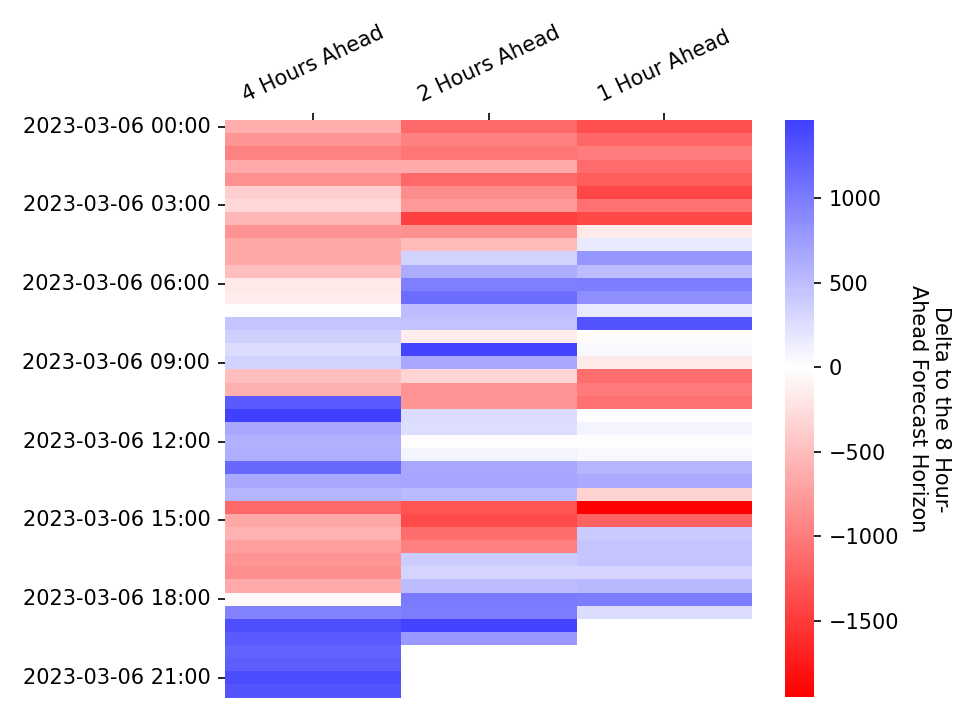 4 Hours Ahead
2 Hours Ahead
1 Hour Ahead
2023-03-06 00:00
2023-03-06 03:00
2023-03-06 06:00
2023-03-06 09:00
2023-03-06 12:00
2023-03-06 15:00
2023-03-06 18:00
2023-03-06 21:00
1000
500
0
−500
−1000
−1500
Delta to the 8 Hour-
Ahead Forecast Horizon